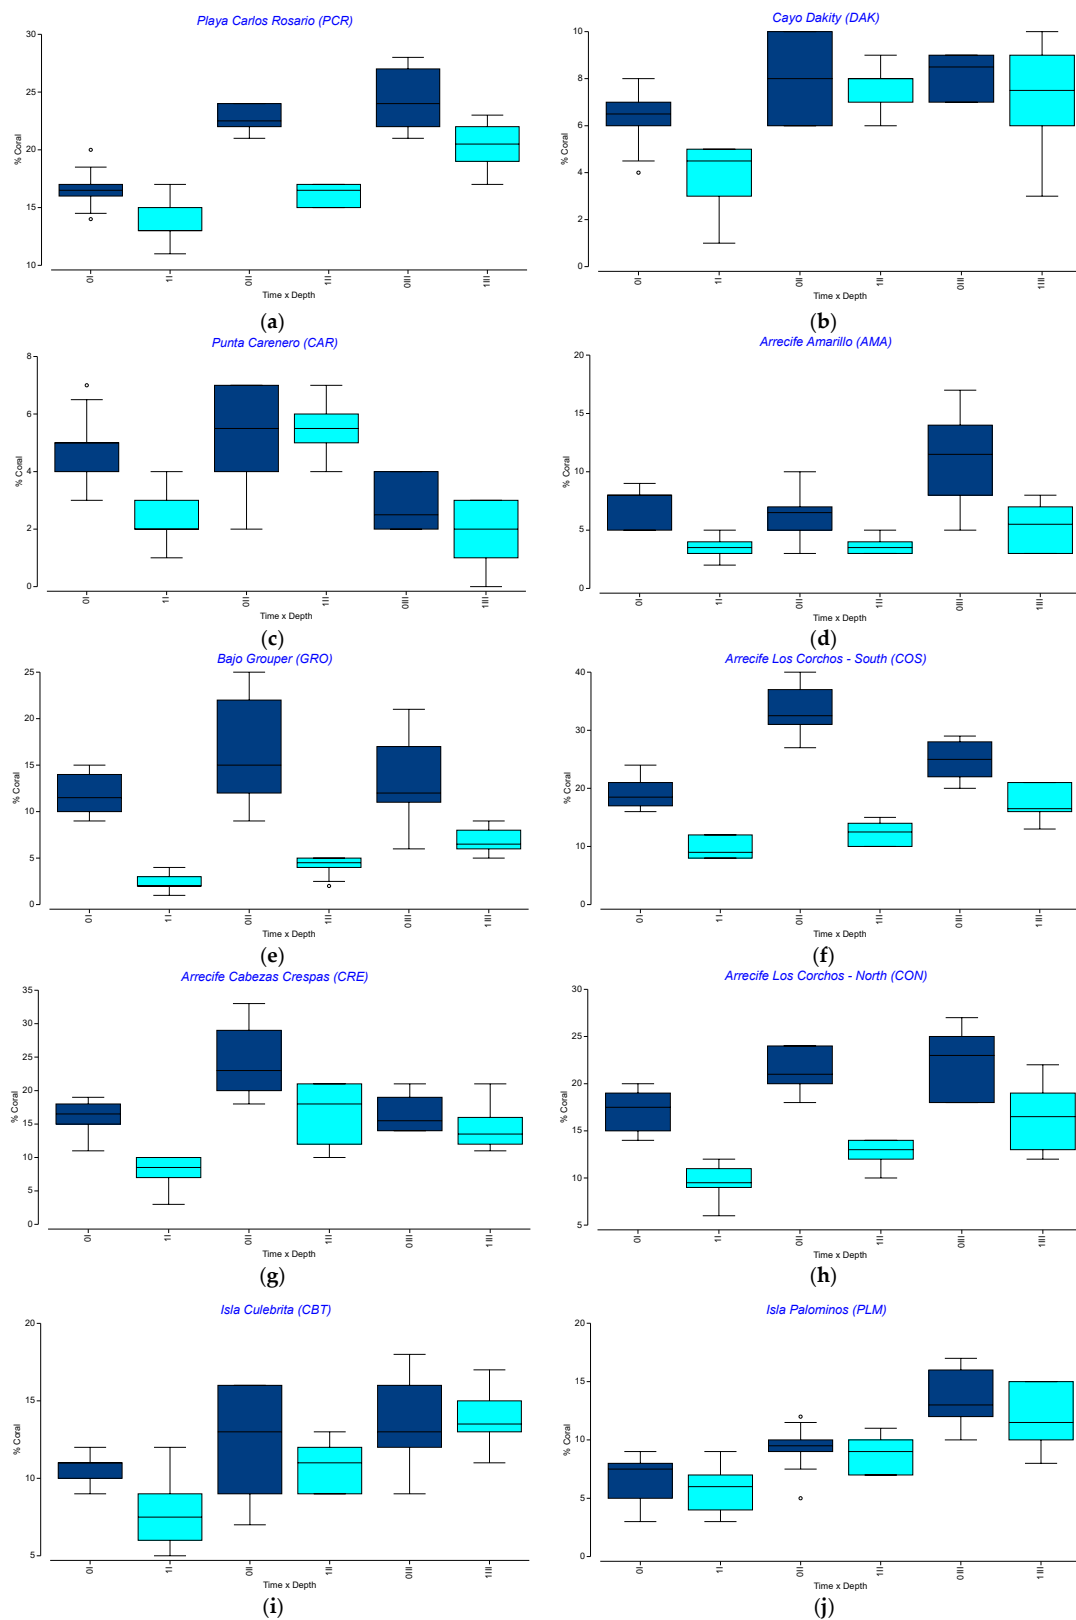 Playa Carlos Rosario (PCR)
30
25
20
15
10
% Coral
0I
1I
0II
1II
0III
1III
Time x Depth
(a)
Cayo Dakity (DAK)
10
8
6
4
2
0
% Coral
0I
1I
0II
1II
0III
1III
Time x Depth
(b)
Punta Carenero (CAR)
8
6
4
2
0
% Coral
0I
1I
0II
1II
0III
1III
Time x Depth
(c)
Arrecife Amarillo (AMA)
20
15
10
5
0
% Coral
0I
1I
0II
1II
0III
1III
Time x Depth
(d)
Bajo Grouper (GRO)
25
20
15
10
5
0
% Coral
0I
1I
0II
1II
0III
1III
Time x Depth
(e)
Arrecife Los Corchos - South (COS)
40
30
20
10
0
% Coral
0I
1I
0II
1II
0III
1III
Time x Depth
(f)
Arrecife Cabezas Crespas (CRE)
35
30
25
20
15
10
5
0
% Coral
0I
1I
0II
1II
0III
1III
Time x Depth
(g)
Arrecife Los Corchos - North (CON)
30
25
20
15
10
5
% Coral
0I
1I
0II
1II
0III
1III
Time x Depth
(h)
Isla Culebrita (CBT)
20
15
10
5
% Coral
0I
1I
0II
1II
0III
1III
Time x Depth
(i)
Isla Palominos (PLM)
20
15
10
5
0
% Coral
0I
1I
0II
1II
0III
1III
Time x Depth
(j)